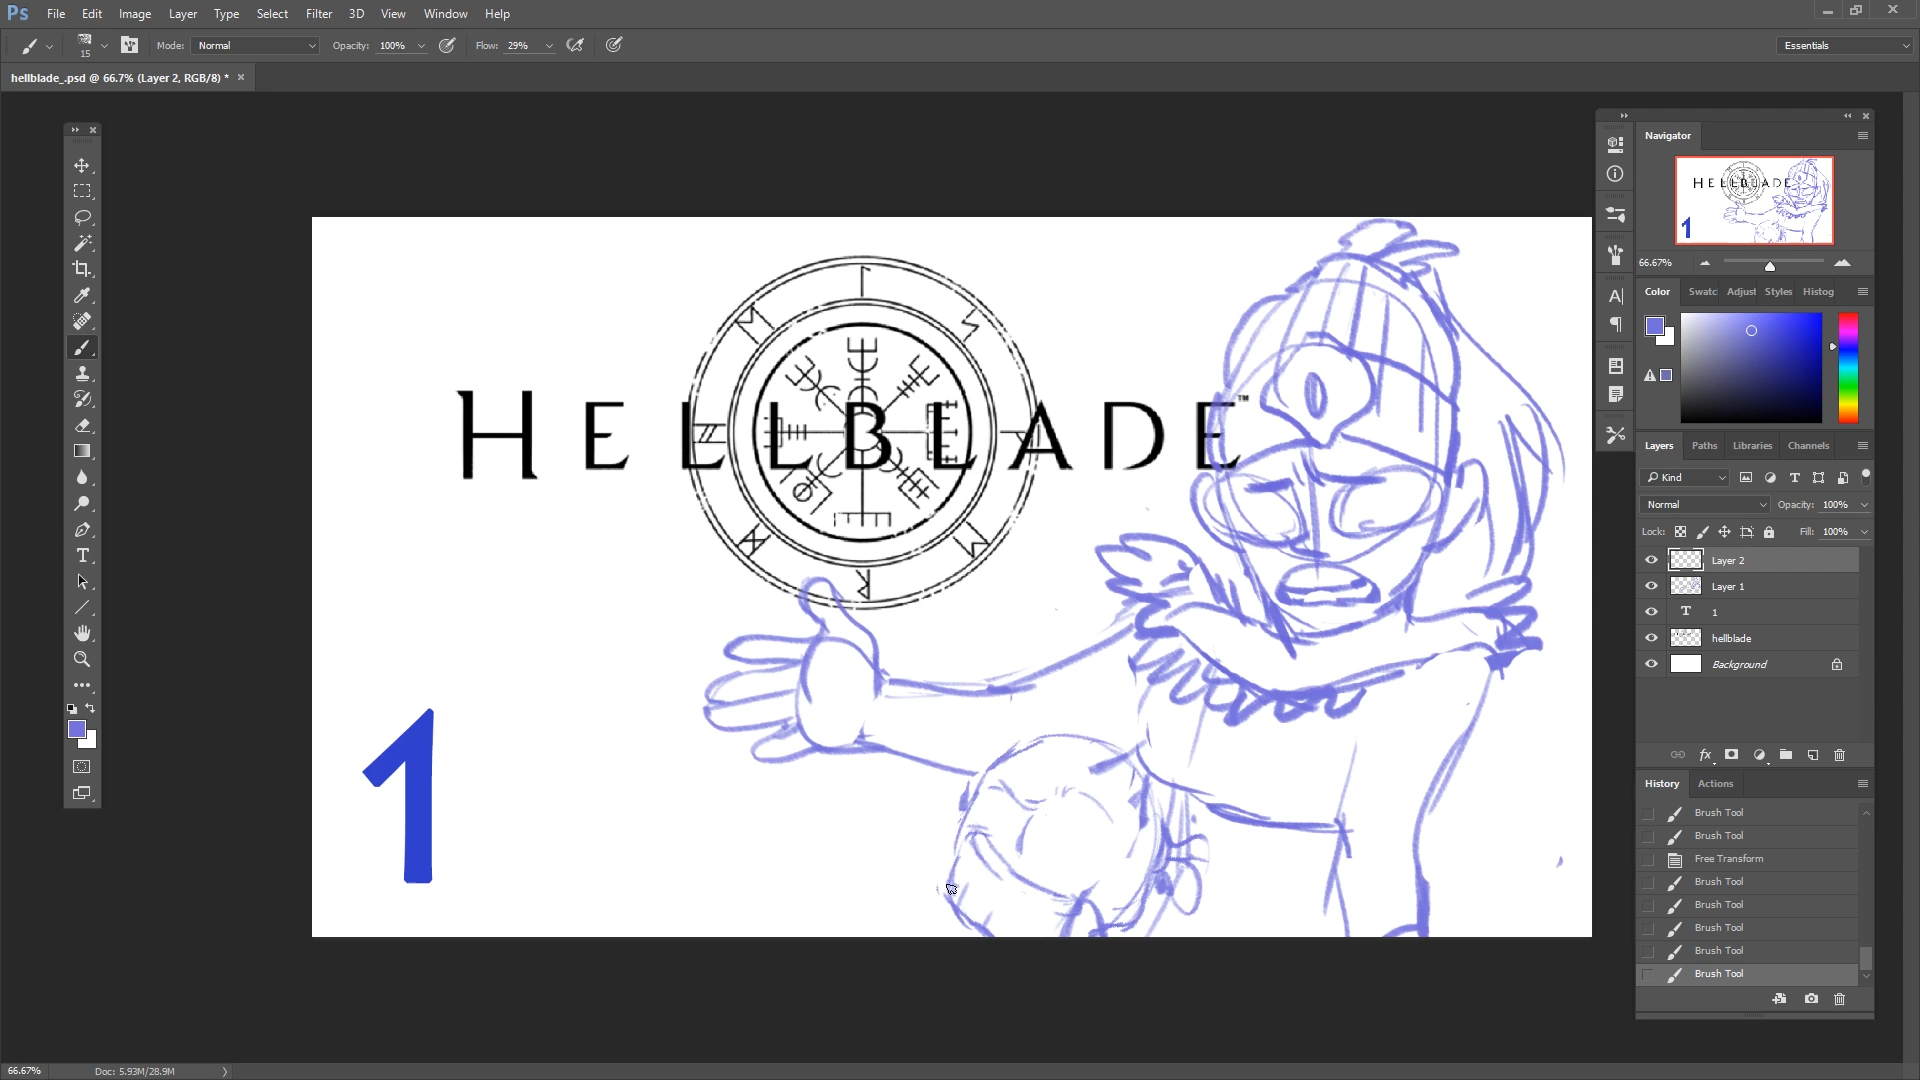 Ps File Edit Image Layer Type Select Filter 3D View Window Help
15 Mode: Normal Opacity: 100% Flow: 29% Essentials
hellblade_.psd @ 66.7% (Layer 2, RGB/8) *
Navigator
HELLBLADE
1
66.67%
Color Swatc Adjust Styles Histog
HELLBLADE™
1
Layers Paths Libraries Channels
Kind
Normal Opacity: 100%
Lock: Fill: 100%
Layer 2
Layer 1
1
hellblade
Background
fx
History Actions
Brush Tool
Brush Tool
Free Transform
Brush Tool
Brush Tool
Brush Tool
Brush Tool
Brush Tool
66.67% Doc: 5.93M/28.9M